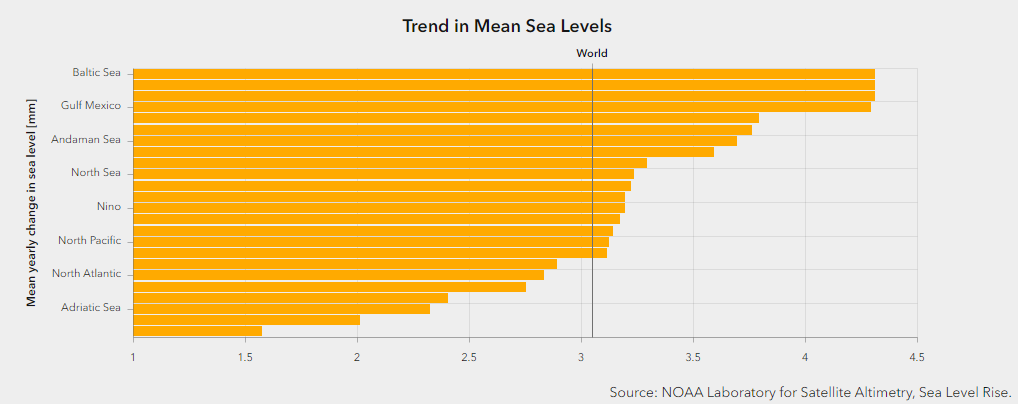 Trend in Mean Sea Levels
World
Mean yearly change in sea level [mm]
Baltic Sea
Gulf Mexico
Andaman Sea
North Sea
Nino
North Pacific
North Atlantic
Adriatic Sea
1 1.5 2 2.5 3 3.5 4 4.5
Source: NOAA Laboratory for Satellite Altimetry, Sea Level Rise.